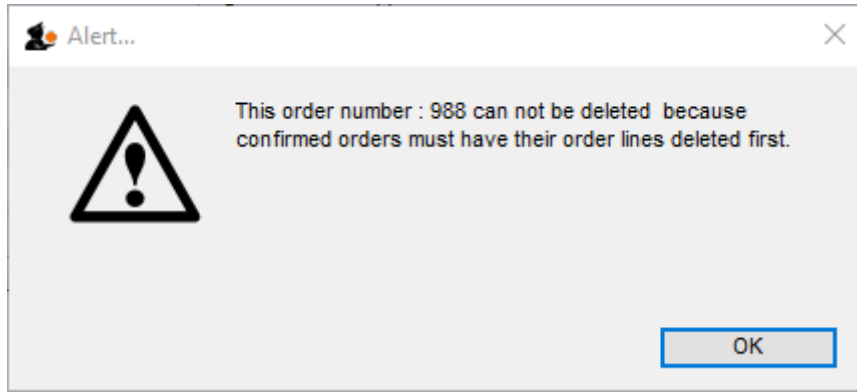 Alert...
This order number : 988 can not be deleted  because
confirmed orders must have their order lines deleted first.
OK